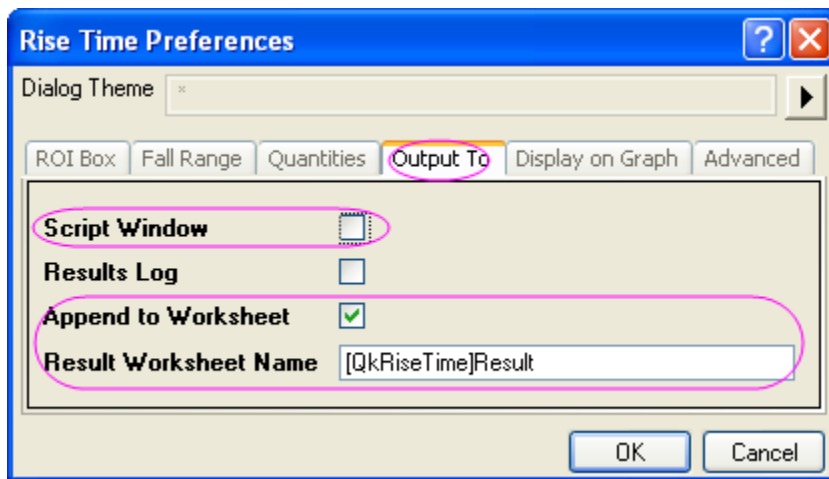 Rise Time Preferences
Dialog Theme *
ROI Box Fall Range Quantities Output To Display on Graph Advanced
Script Window
Results Log
Append to Worksheet
Result Worksheet Name [QkRiseTime]Result
OK Cancel